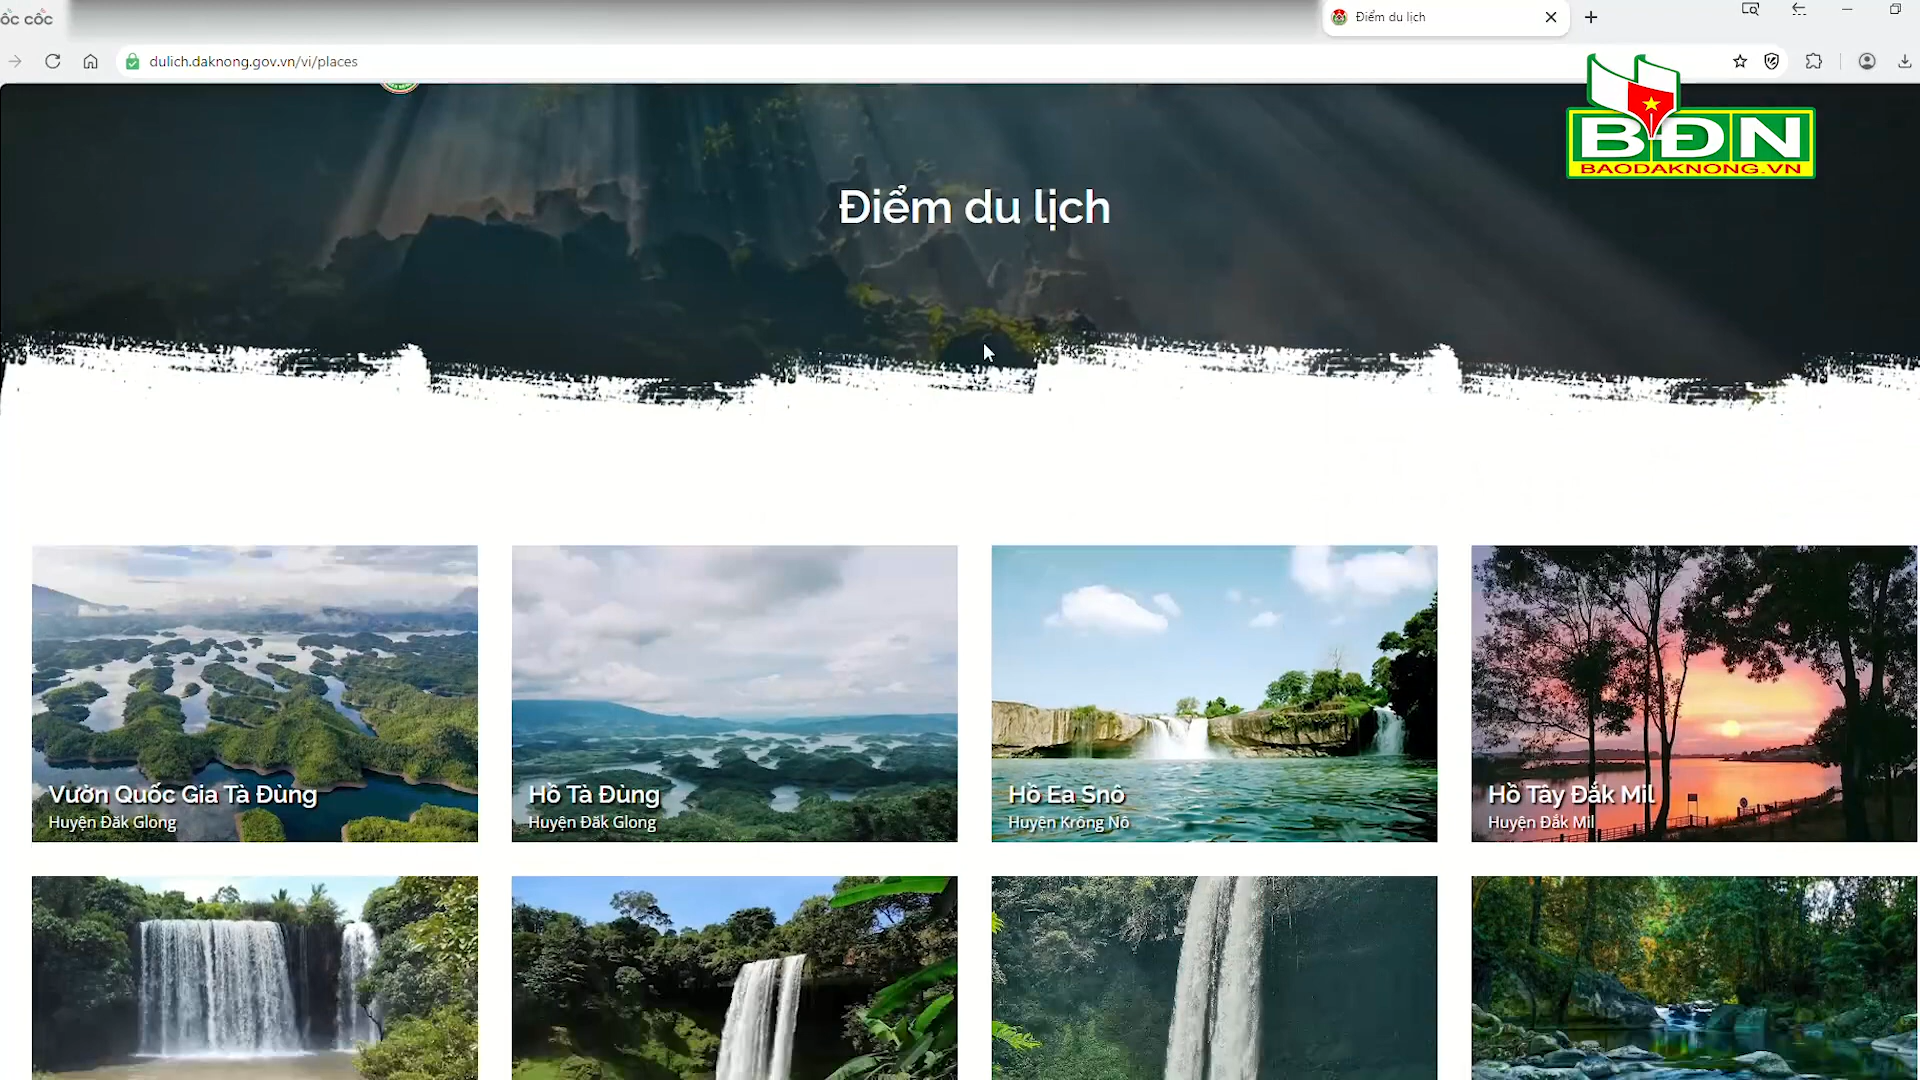 ốc cốc
Điểm du lịch
dulich.daknong.gov.vn/vi/places
BĐN
BAODAKNONG.VN
Điểm du lịch
Vườn Quốc Gia Tà Đùng
Huyện Đăk Glong
Hồ Tà Đùng
Huyện Đăk Glong
Hồ Ea Snô
Huyện Krông Nô
Hồ Tây Đắk Mil
Huyện Đắk Mil